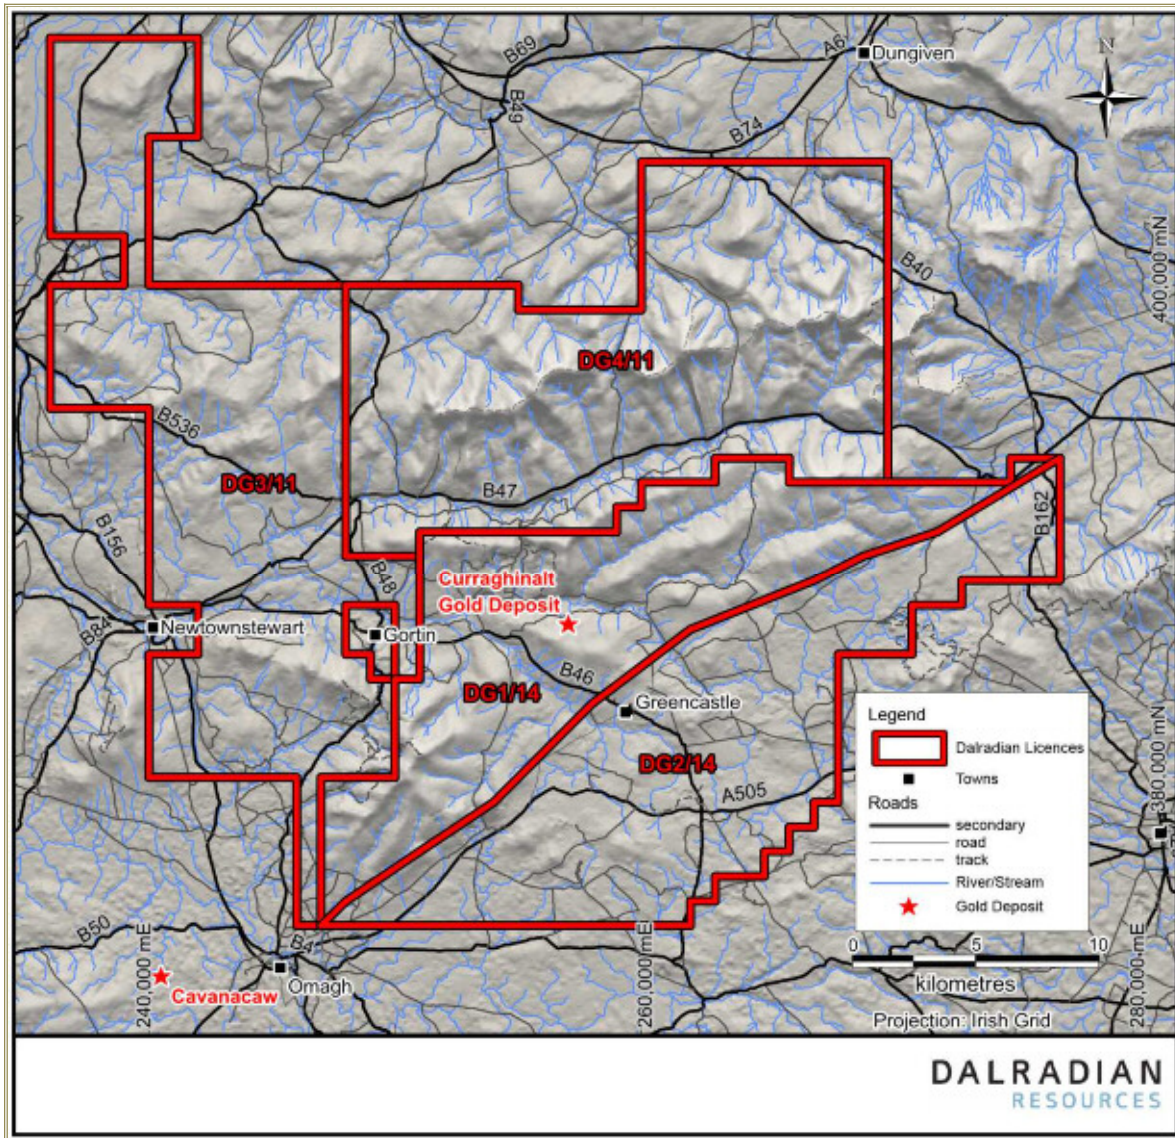 B69
A6
Dungiven
N
B49
B74
B40
400,000 mN
DG4/11
B536
DG3/11
B47
B162
B156
B48
Curraghinalt
Gold Deposit
B84
Newtownstewart
Gortin
B46
DG1/14
Greencastle
DG2/14
A505
380,000 mN
Legend
Dalradian Licences
Towns
Roads
secondary
road
track
River/Stream
Gold Deposit
0 5 10
kilometres
Projection: Irish Grid
B50
240,000 mE
B4
260,000 mE
280,000 mE
Omagh
Cavanacaw
DALRADIAN
RESOURCES